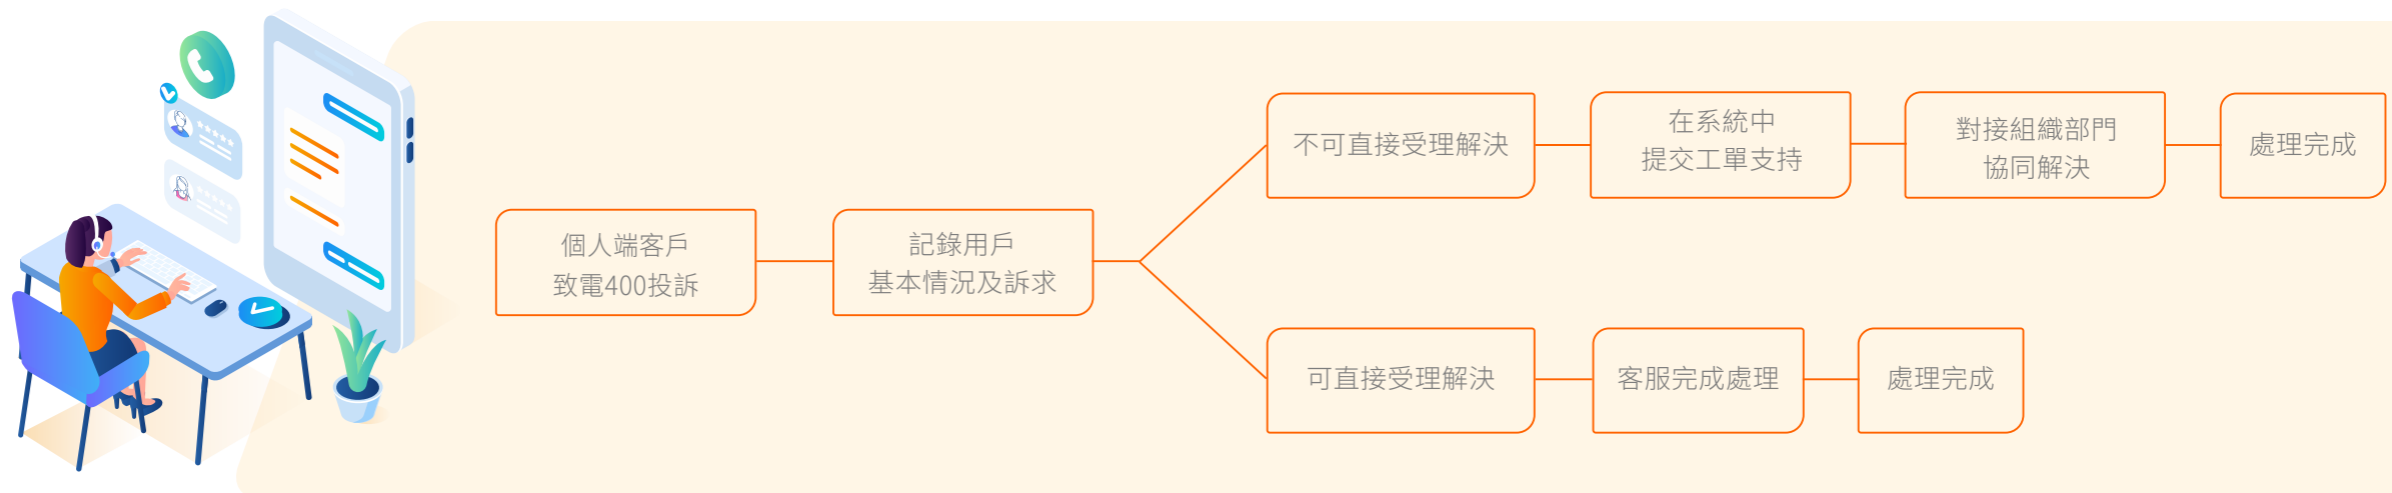 個人端客戶
致電400投訴
記錄用戶
基本情況及訴求
不可直接受理解決
在系統中
提交工單支持
對接組織部門
協同解決
處理完成
可直接受理解決
客服完成處理
處理完成